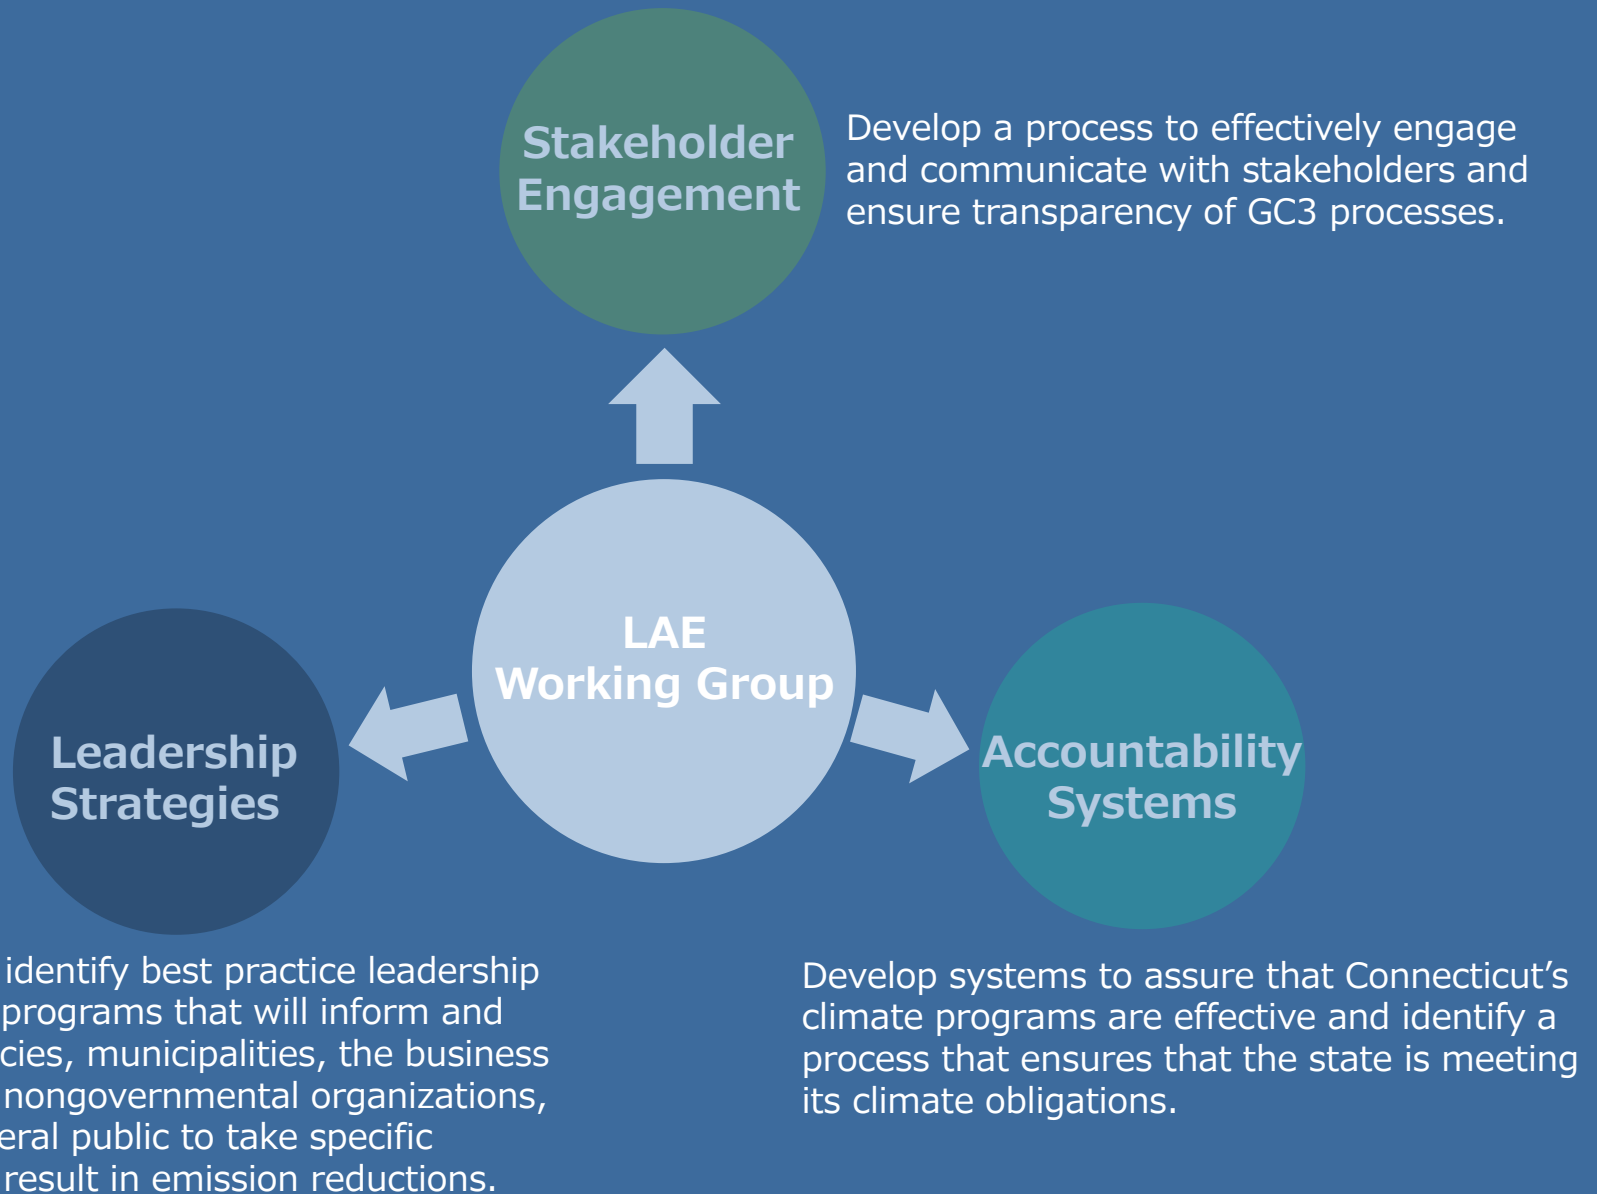 Stakeholder
Engagement
Develop a process to effectively engage
and communicate with stakeholders and
ensure transparency of GC3 processes.
LAE
Working Group
Leadership
Strategies
Accountability
Systems
identify best practice leadership
programs that will inform and
cies, municipalities, the business
nongovernmental organizations,
eral public to take specific
result in emission reductions.
Develop systems to assure that Connecticut’s
climate programs are effective and identify a
process that ensures that the state is meeting
its climate obligations.